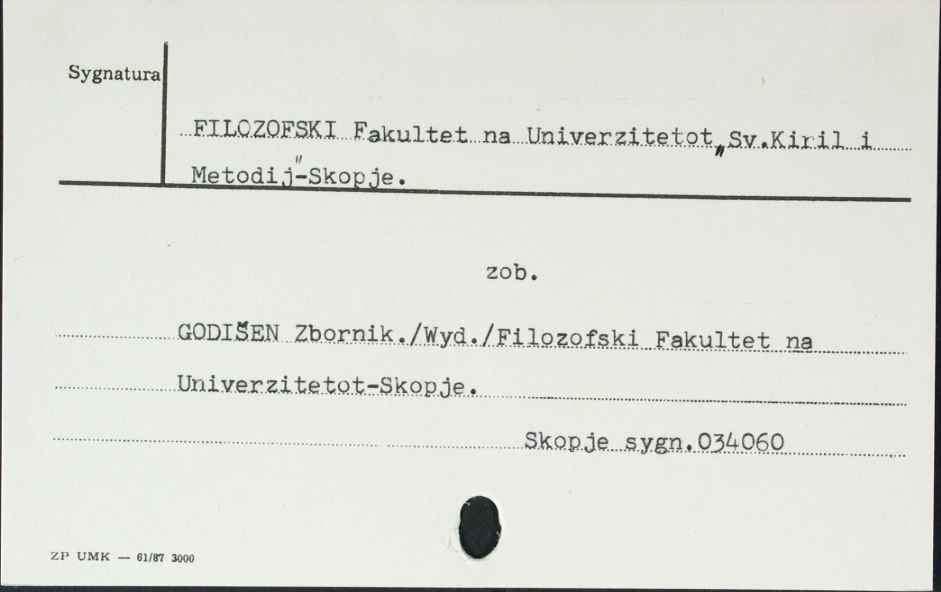 Sygnatura
FILOZOFSKI Fakultet na Univerzitetot „Sv.Kiril i
Metodij"-Skopje.
zob.
GODIŠEN Zbornik./Wyd./Filozofski Fakultet na
Univerzitetot-Skopje.
Skopje sygn.034060
ZP UMK — 61/87 3000